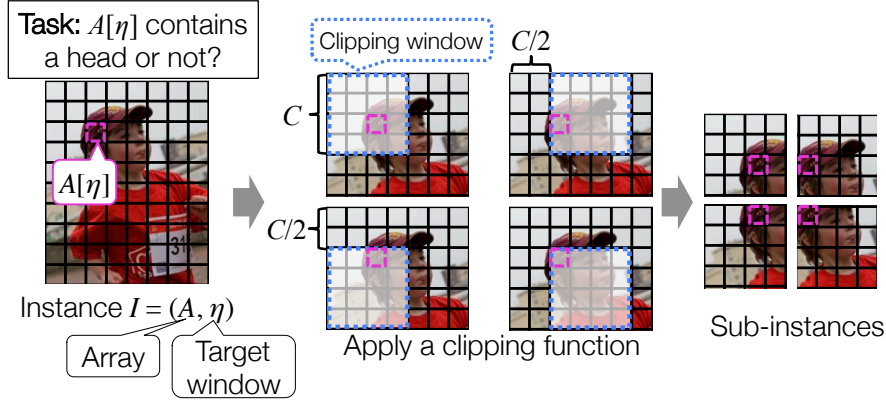 Task: A[η] contains
a head or not?
A[η]
31
Instance I = (A, η)
Array
Target
window
Clipping window
C/2
C
C/2
Apply a clipping function
Sub-instances